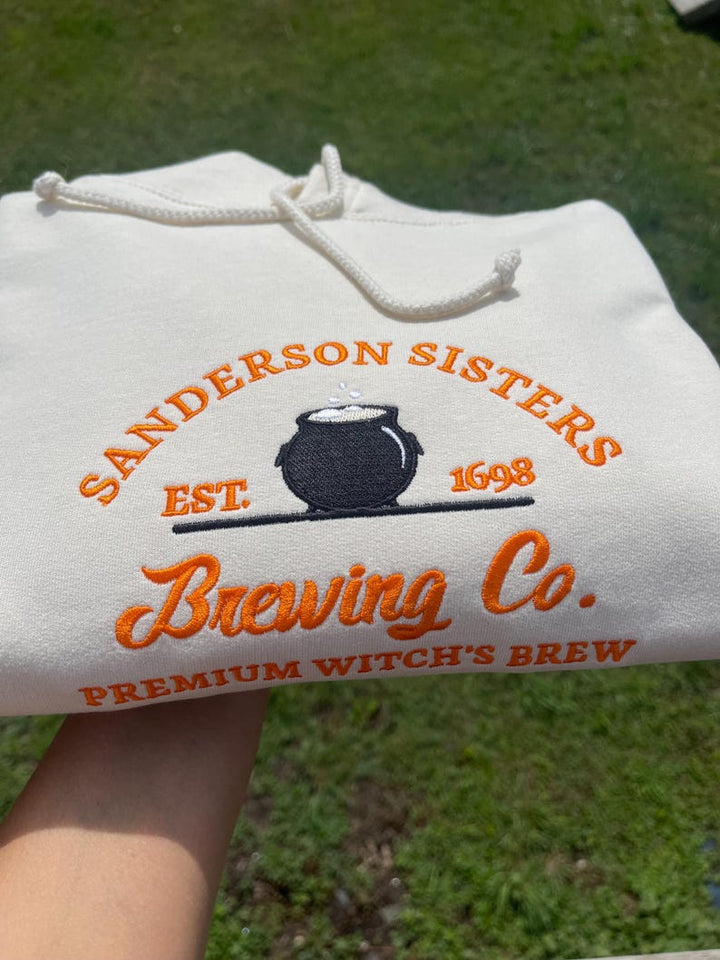 SANDERSON SISTERS
EST. 1698
Brewing Co.
PREMIUM WITCH'S BREW